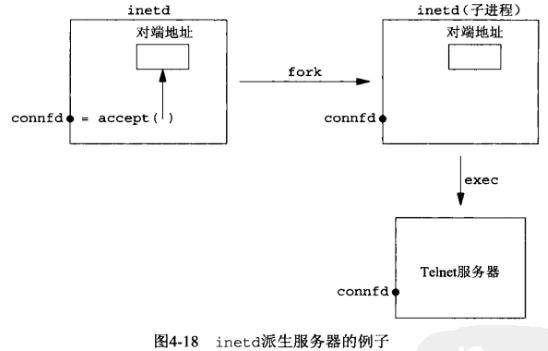 inetd
inetd(子进程)
对端地址
对端地址
fork
connfd = accept( )
connfd
exec
Telnet服务器
connfd
图4-18 inetd派生服务器的例子